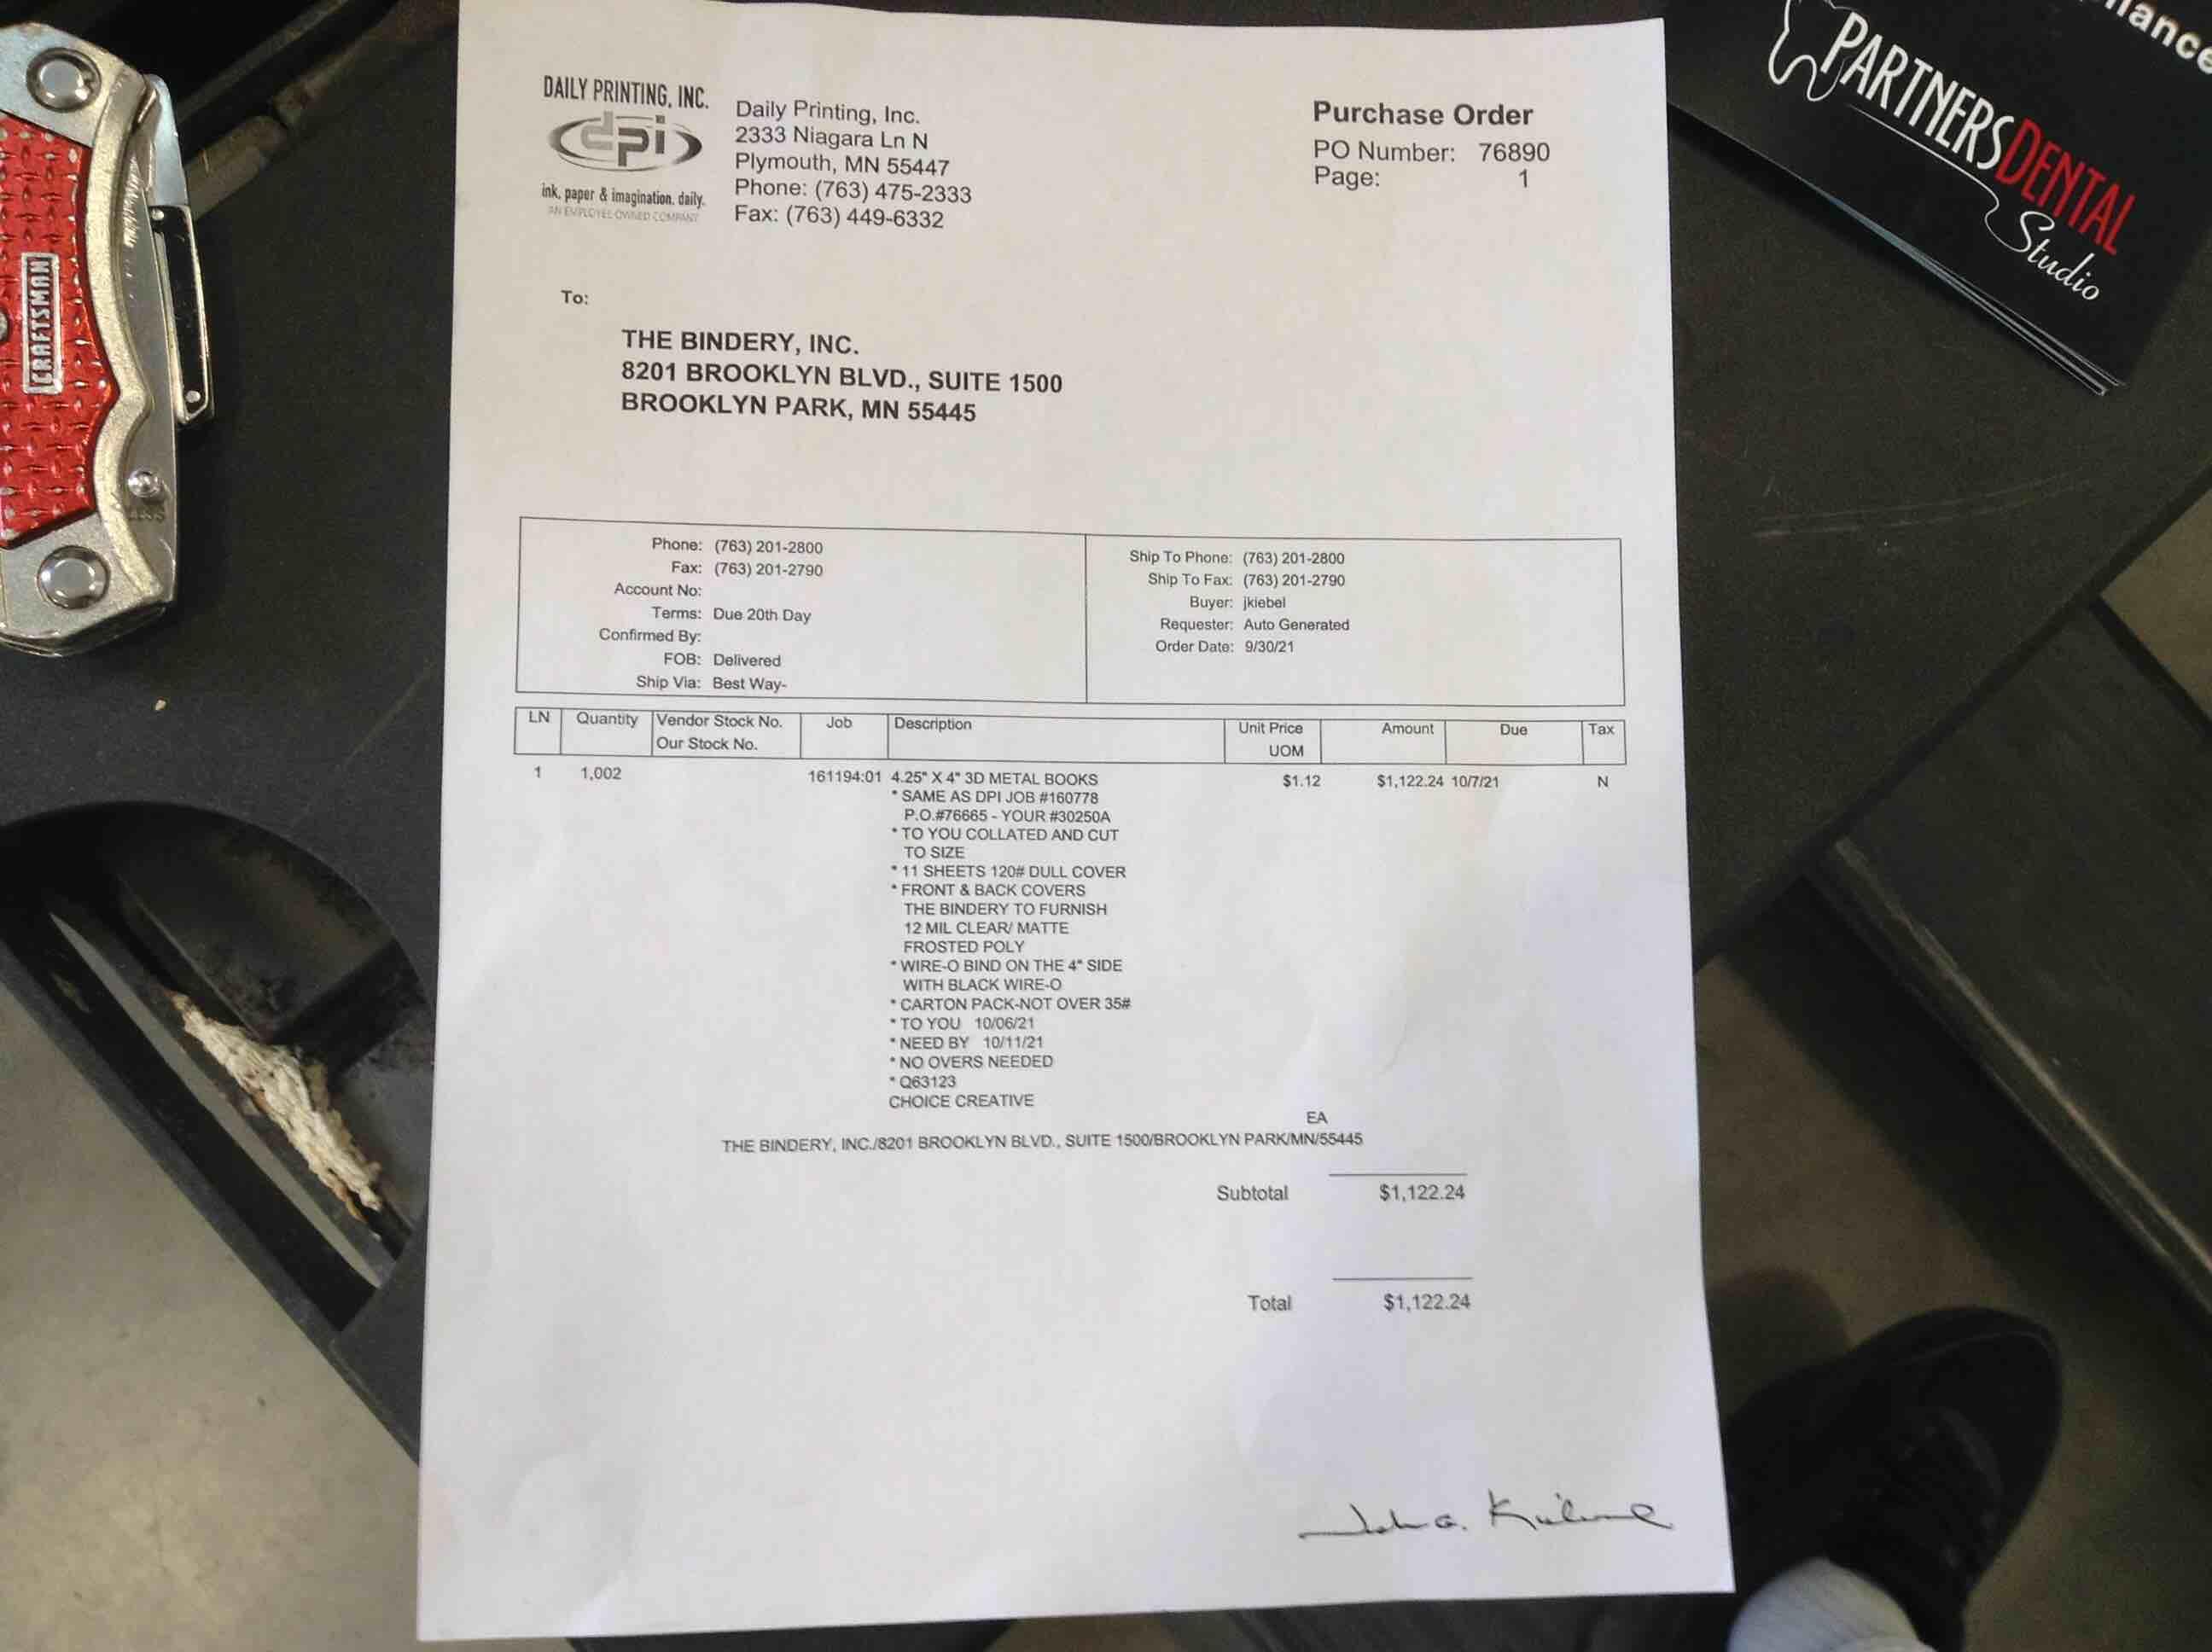 DAILY PRINTING, INC.
dpi
ink, paper & imagination. daily.
AN EMPLOYEE OWNED COMPANY
Daily Printing, Inc.
2333 Niagara Ln N
Plymouth, MN 55447
Phone: (763) 475-2333
Fax: (763) 449-6332
Purchase Order
PO Number: 76890
Page: 1
To:
THE BINDERY, INC.
8201 BROOKLYN BLVD., SUITE 1500
BROOKLYN PARK, MN 55445
Phone: (763) 201-2800
Fax: (763) 201-2790
Account No:
Terms: Due 20th Day
Confirmed By:
FOB: Delivered
Ship Via: Best Way-
Ship To Phone: (763) 201-2800
Ship To Fax: (763) 201-2790
Buyer: jkiebel
Requester: Auto Generated
Order Date: 9/30/21
LN Quantity Vendor Stock No. Job Description Unit Price Amount Due Tax
Our Stock No. UOM
1 1,002 161194:01 4.25" X 4" 3D METAL BOOKS $1.12 $1,122.24 10/7/21 N
* SAME AS DPI JOB #160778
P.O.#76665 - YOUR #30250A
* TO YOU COLLATED AND CUT
TO SIZE
* 11 SHEETS 120# DULL COVER
* FRONT & BACK COVERS
THE BINDERY TO FURNISH
12 MIL CLEAR/ MATTE
FROSTED POLY
* WIRE-O BIND ON THE 4" SIDE
WITH BLACK WIRE-O
* CARTON PACK-NOT OVER 35#
* TO YOU 10/06/21
* NEED BY 10/11/21
* NO OVERS NEEDED
* Q63123
CHOICE CREATIVE
EA
THE BINDERY, INC./8201 BROOKLYN BLVD., SUITE 1500/BROOKLYN PARK/MN/55445
Subtotal $1,122.24
Total $1,122.24
CRAFTSMAN
PARTNERSDENTAL
Studio